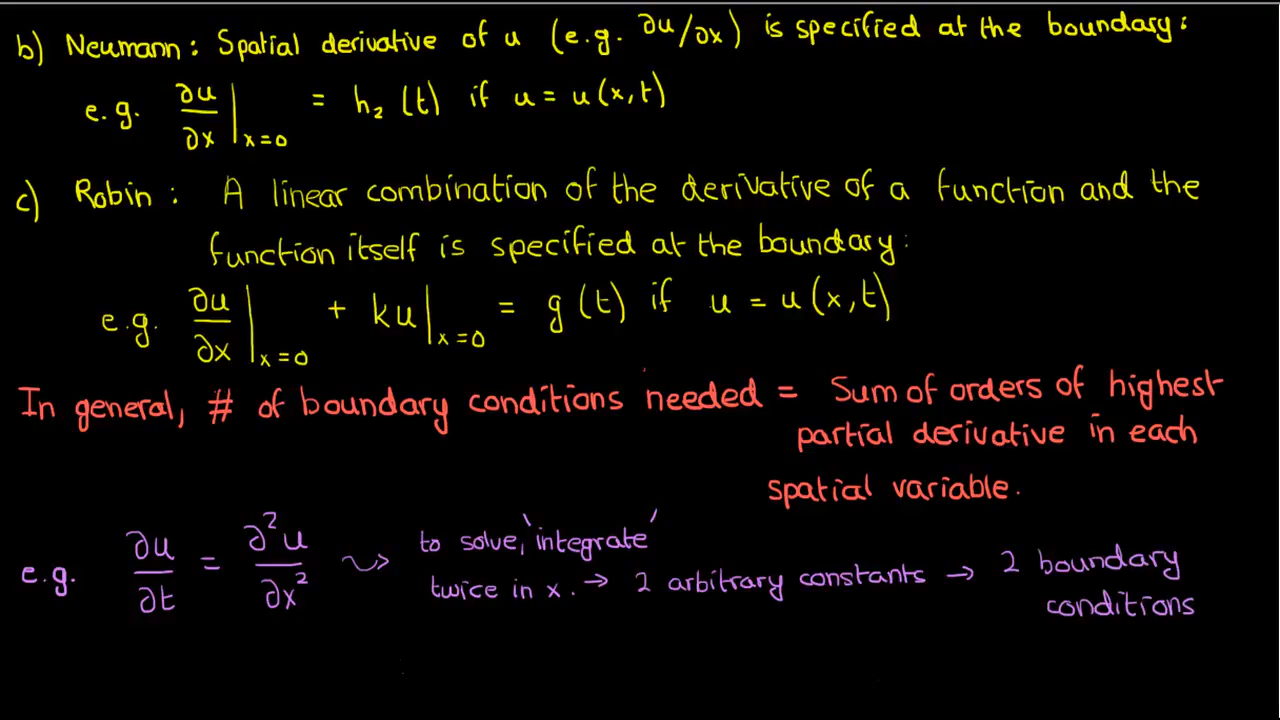 b) Neumann: Spatial derivative of u (e.g. ∂u/∂x) is specified at the boundary:
e.g. ∂u/∂x|x=0 = h₂(t) if u = u(x,t)
c) Robin: A linear combination of the derivative of a function and the
function itself is specified at the boundary:
e.g. ∂u/∂x|x=0 + ku|x=0 = g(t) if u = u(x,t)
In general, # of boundary conditions needed = Sum of orders of highest
partial derivative in each
spatial variable.
e.g. ∂u/∂t = ∂²u/∂x² ⤳ to solve, 'integrate'
twice in x. → 2 arbitrary constants → 2 boundary
conditions